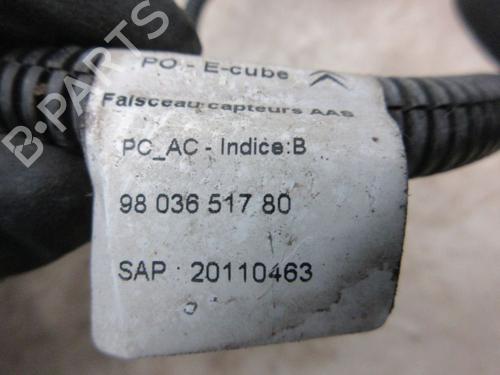 PO - E-cube
Faisceau capteurs AAS
PC_AC - Indice:B
98 036 517 80
SAP : 20110463
B-PARTS